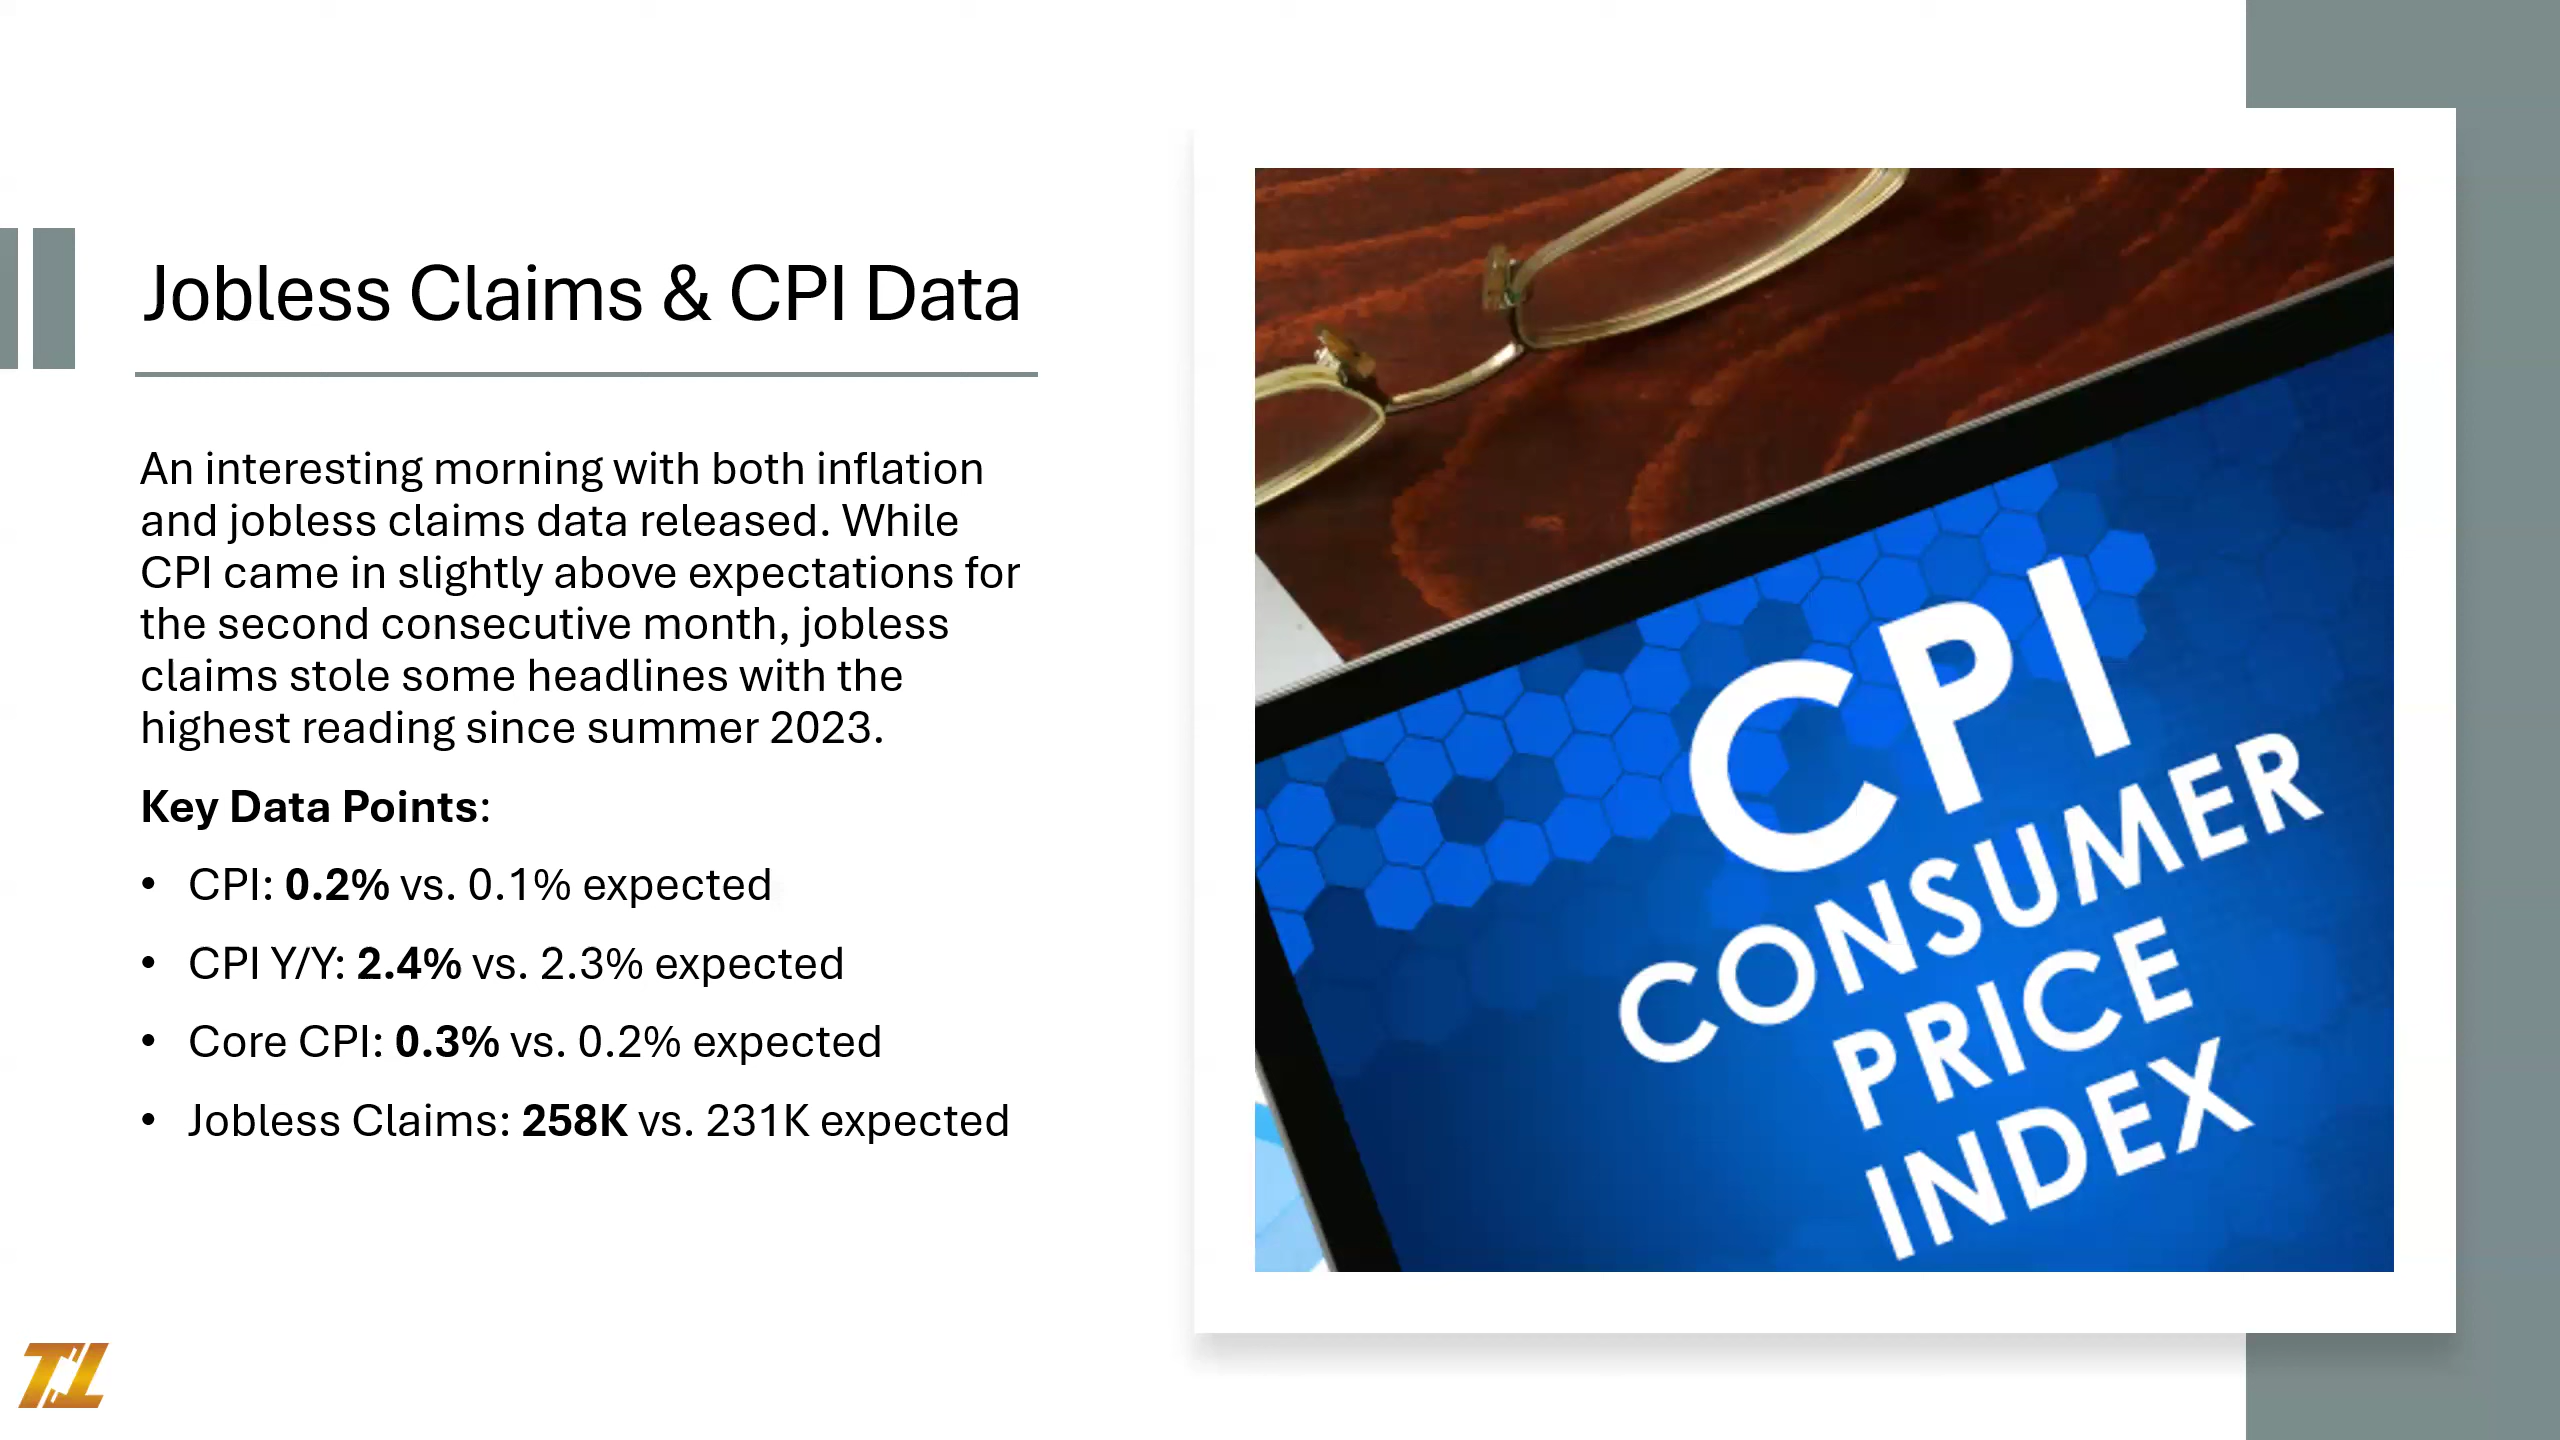 Jobless Claims & CPI Data
An interesting morning with both inflation
and jobless claims data released. While
CPI came in slightly above expectations for
the second consecutive month, jobless
claims stole some headlines with the
highest reading since summer 2023.
Key Data Points:
• CPI: 0.2% vs. 0.1% expected
• CPI Y/Y: 2.4% vs. 2.3% expected
• Core CPI: 0.3% vs. 0.2% expected
• Jobless Claims: 258K vs. 231K expected
CPI
CONSUMER
PRICE
INDEX